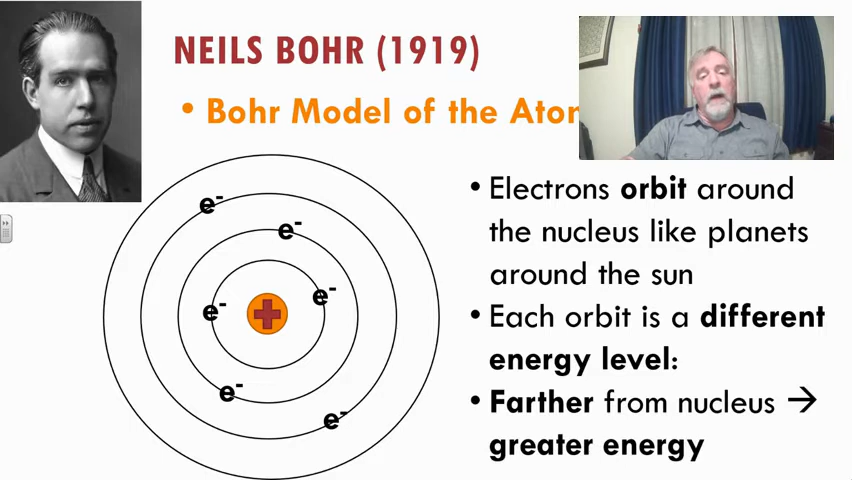 NEILS BOHR (1919)
• Bohr Model of the Ator
e-
e-
e-
e-
e-
e-
• Electrons orbit around
the nucleus like planets
around the sun
• Each orbit is a different
energy level:
• Farther from nucleus →
greater energy